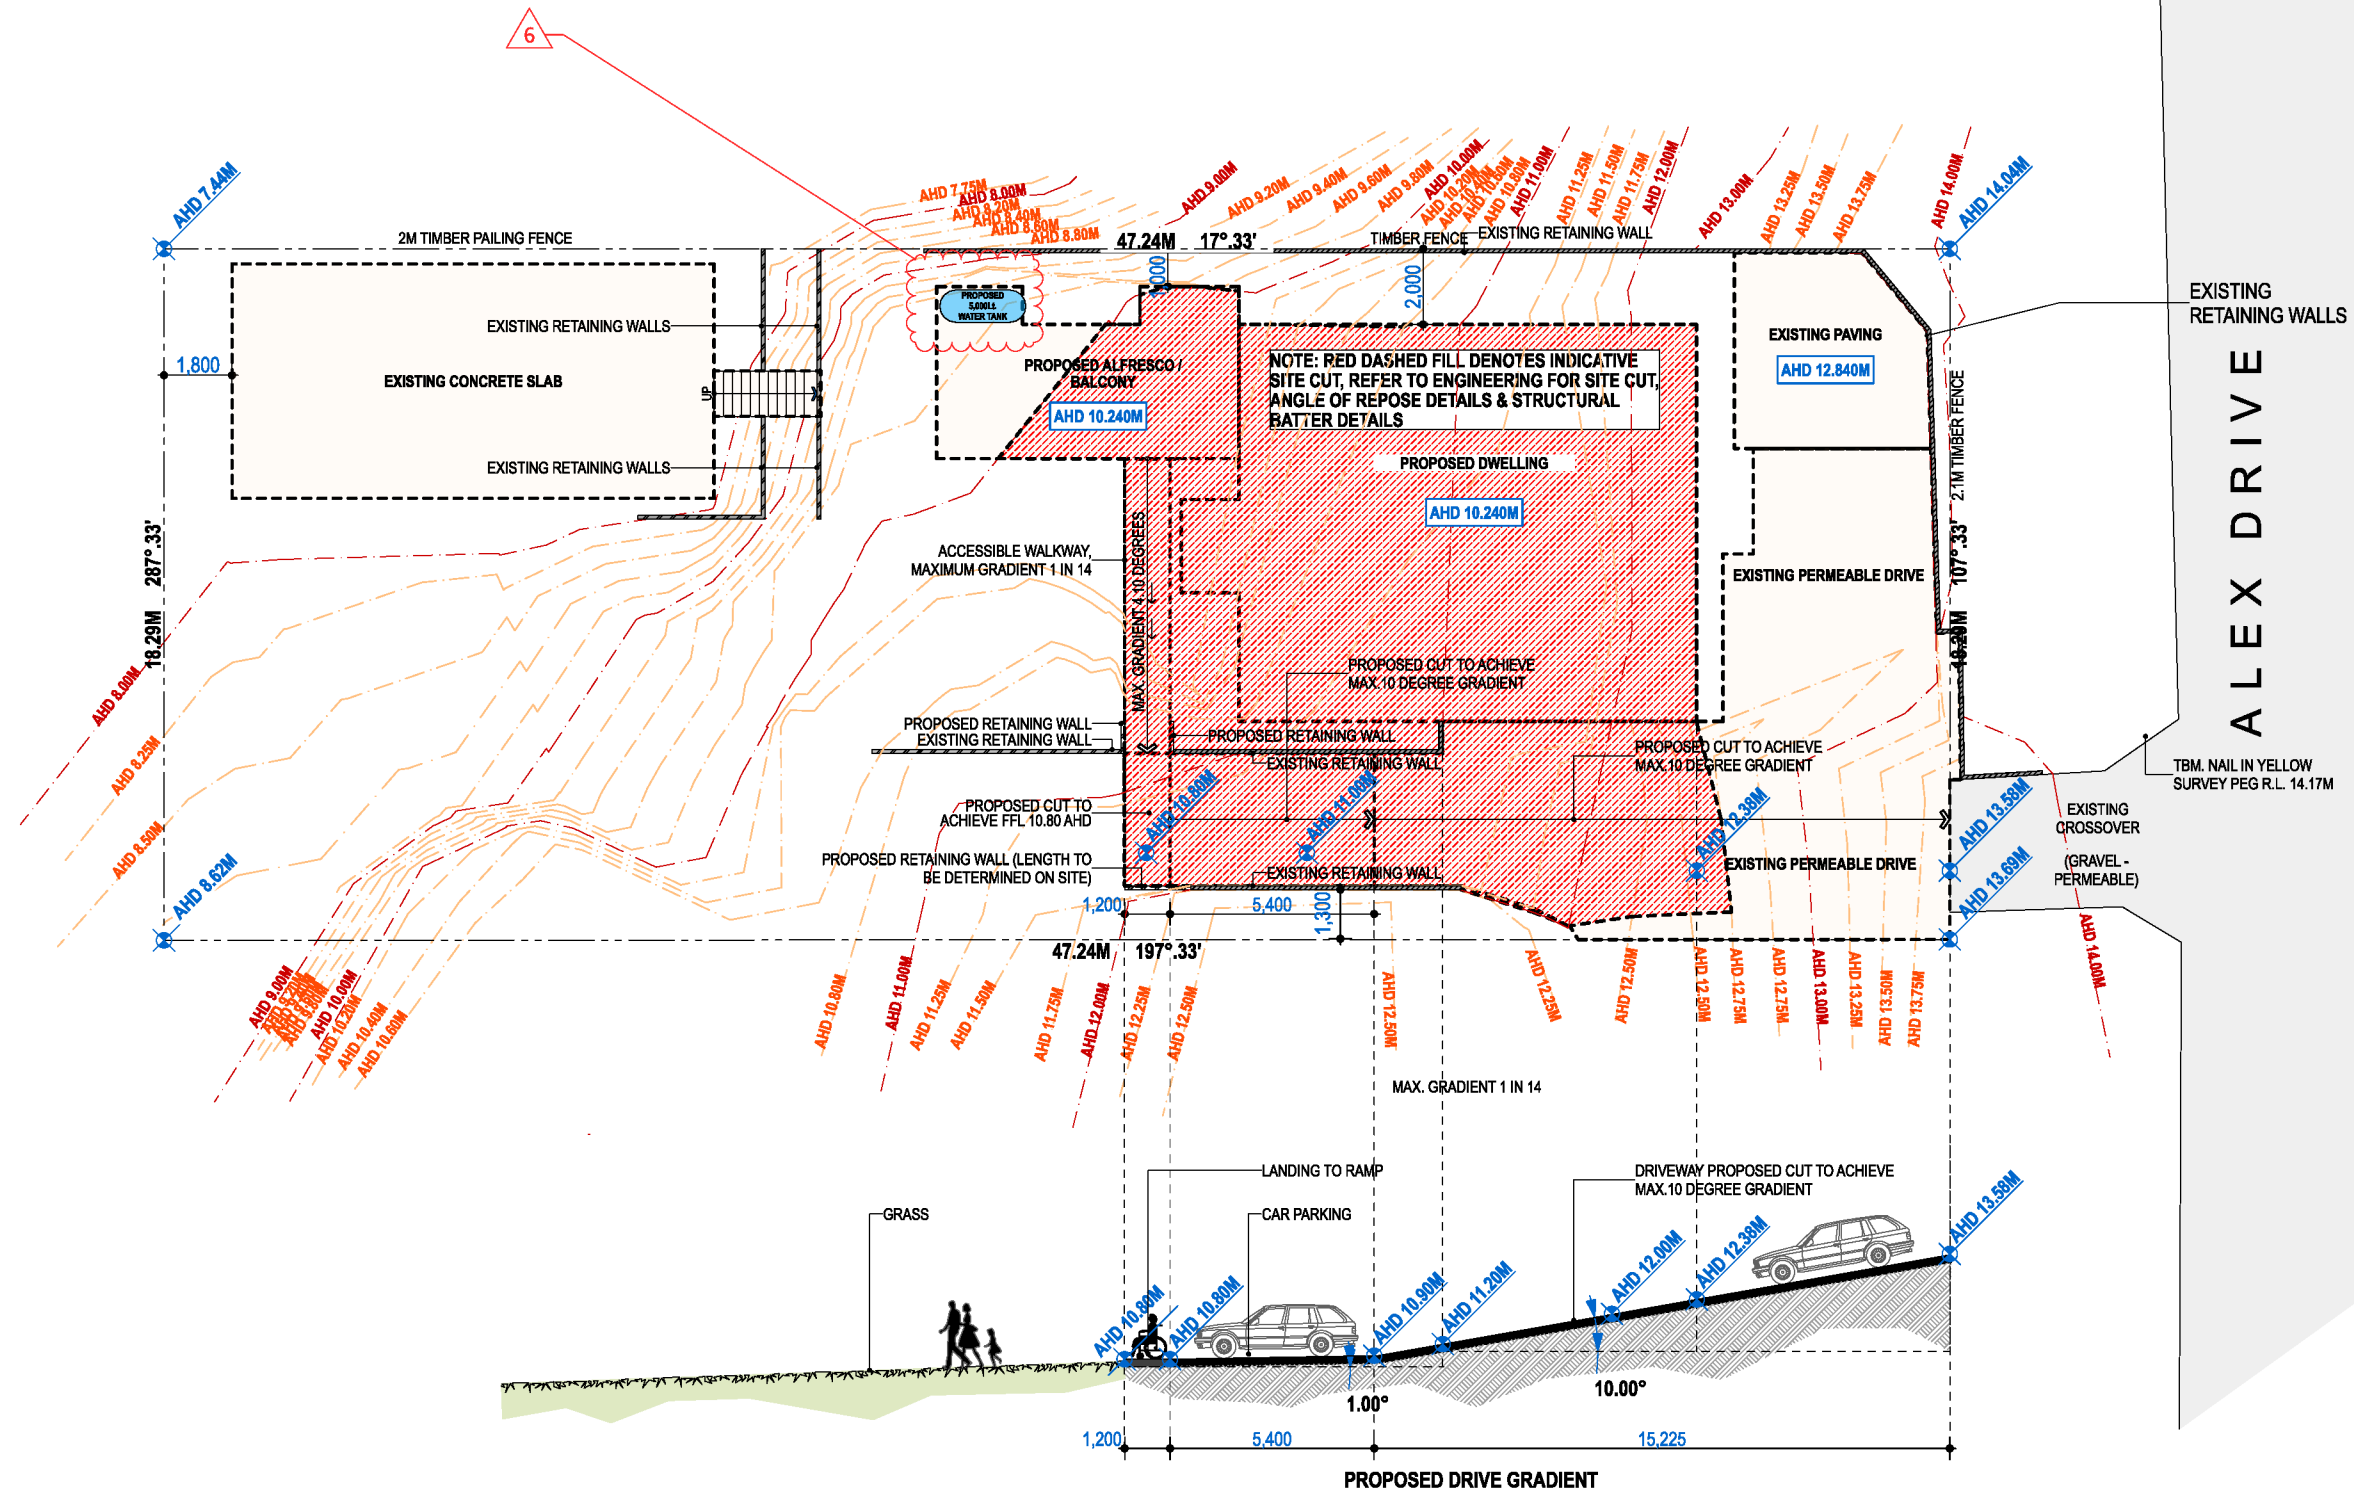 6
AHD 7.44M
AHD 7.75M
AHD 8.00M
AHD 8.20M
AHD 8.40M
AHD 8.60M
AHD 8.80M
AHD 9.00M
AHD 9.20M
AHD 9.40M
AHD 9.60M
AHD 9.80M
AHD 10.00M
AHD 10.20M
AHD 10.40M
AHD 10.60M
AHD 10.80M
AHD 11.00M
AHD 11.25M
AHD 11.50M
AHD 11.75M
AHD 12.00M
AHD 13.00M
AHD 13.25M
AHD 13.50M
AHD 13.75M
AHD 14.00M
AHD 14.04M
2M TIMBER PAILING FENCE
47.24M 17°.33'
TIMBER FENCE
EXISTING RETAINING WALL
2,000
PROPOSED
5,000Lt.
WATER TANK
EXISTING RETAINING WALLS
1,800
EXISTING CONCRETE SLAB
UP
EXISTING RETAINING WALLS
PROPOSED ALFRESCO /
BALCONY
AHD 10.240M
NOTE: RED DASHED FILL DENOTES INDICATIVE
SITE CUT, REFER TO ENGINEERING FOR SITE CUT,
ANGLE OF REPOSE DETAILS & STRUCTURAL
BATTER DETAILS
PROPOSED DWELLING
AHD 10.240M
EXISTING PAVING
AHD 12.840M
EXISTING
RETAINING WALLS
2.1M TIMBER FENCE
ALEX DRIVE
18.29M 287°.33'
107°.33'
ACCESSIBLE WALKWAY,
MAXIMUM GRADIENT 1 IN 14
MAX. GRADIENT 4.10 DEGREES
EXISTING PERMEABLE DRIVE
PROPOSED CUT TO ACHIEVE
MAX.10 DEGREE GRADIENT
PROPOSED RETAINING WALL
EXISTING RETAINING WALL
PROPOSED RETAINING WALL
EXISTING RETAINING WALL
PROPOSED CUT TO ACHIEVE
MAX.10 DEGREE GRADIENT
TBM. NAIL IN YELLOW
SURVEY PEG R.L. 14.17M
PROPOSED CUT TO
ACHIEVE FFL 10.80 AHD
AHD 10.80M
AHD 11.00M
AHD 12.38M
AHD 13.58M
AHD 13.69M
EXISTING
CROSSOVER
(GRAVEL -
PERMEABLE)
PROPOSED RETAINING WALL (LENGTH TO
BE DETERMINED ON SITE)
EXISTING RETAINING WALL
EXISTING PERMEABLE DRIVE
1,200
5,400
1,300
47.24M 197°.33'
AHD 8.00M
AHD 8.25M
AHD 8.50M
AHD 8.62M
AHD 9.00M
AHD 9.80M
AHD 10.00M
AHD 10.20M
AHD 10.40M
AHD 10.60M
AHD 10.80M
AHD 11.00M
AHD 11.25M
AHD 11.50M
AHD 11.75M
AHD 12.00M
AHD 12.25M
AHD 12.50M
AHD 12.50M
AHD 12.25M
AHD 12.50M
AHD 12.50M
AHD 12.75M
AHD 12.75M
AHD 13.00M
AHD 13.25M
AHD 13.50M
AHD 13.75M
AHD 14.00M
MAX. GRADIENT 1 IN 14
LANDING TO RAMP
DRIVEWAY PROPOSED CUT TO ACHIEVE
MAX.10 DEGREE GRADIENT
GRASS
CAR PARKING
AHD 10.80M
AHD 10.80M
AHD 10.90M
AHD 11.20M
AHD 12.00M
AHD 12.38M
AHD 13.58M
1.00°
10.00°
1,200
5,400
15,225
PROPOSED DRIVE GRADIENT